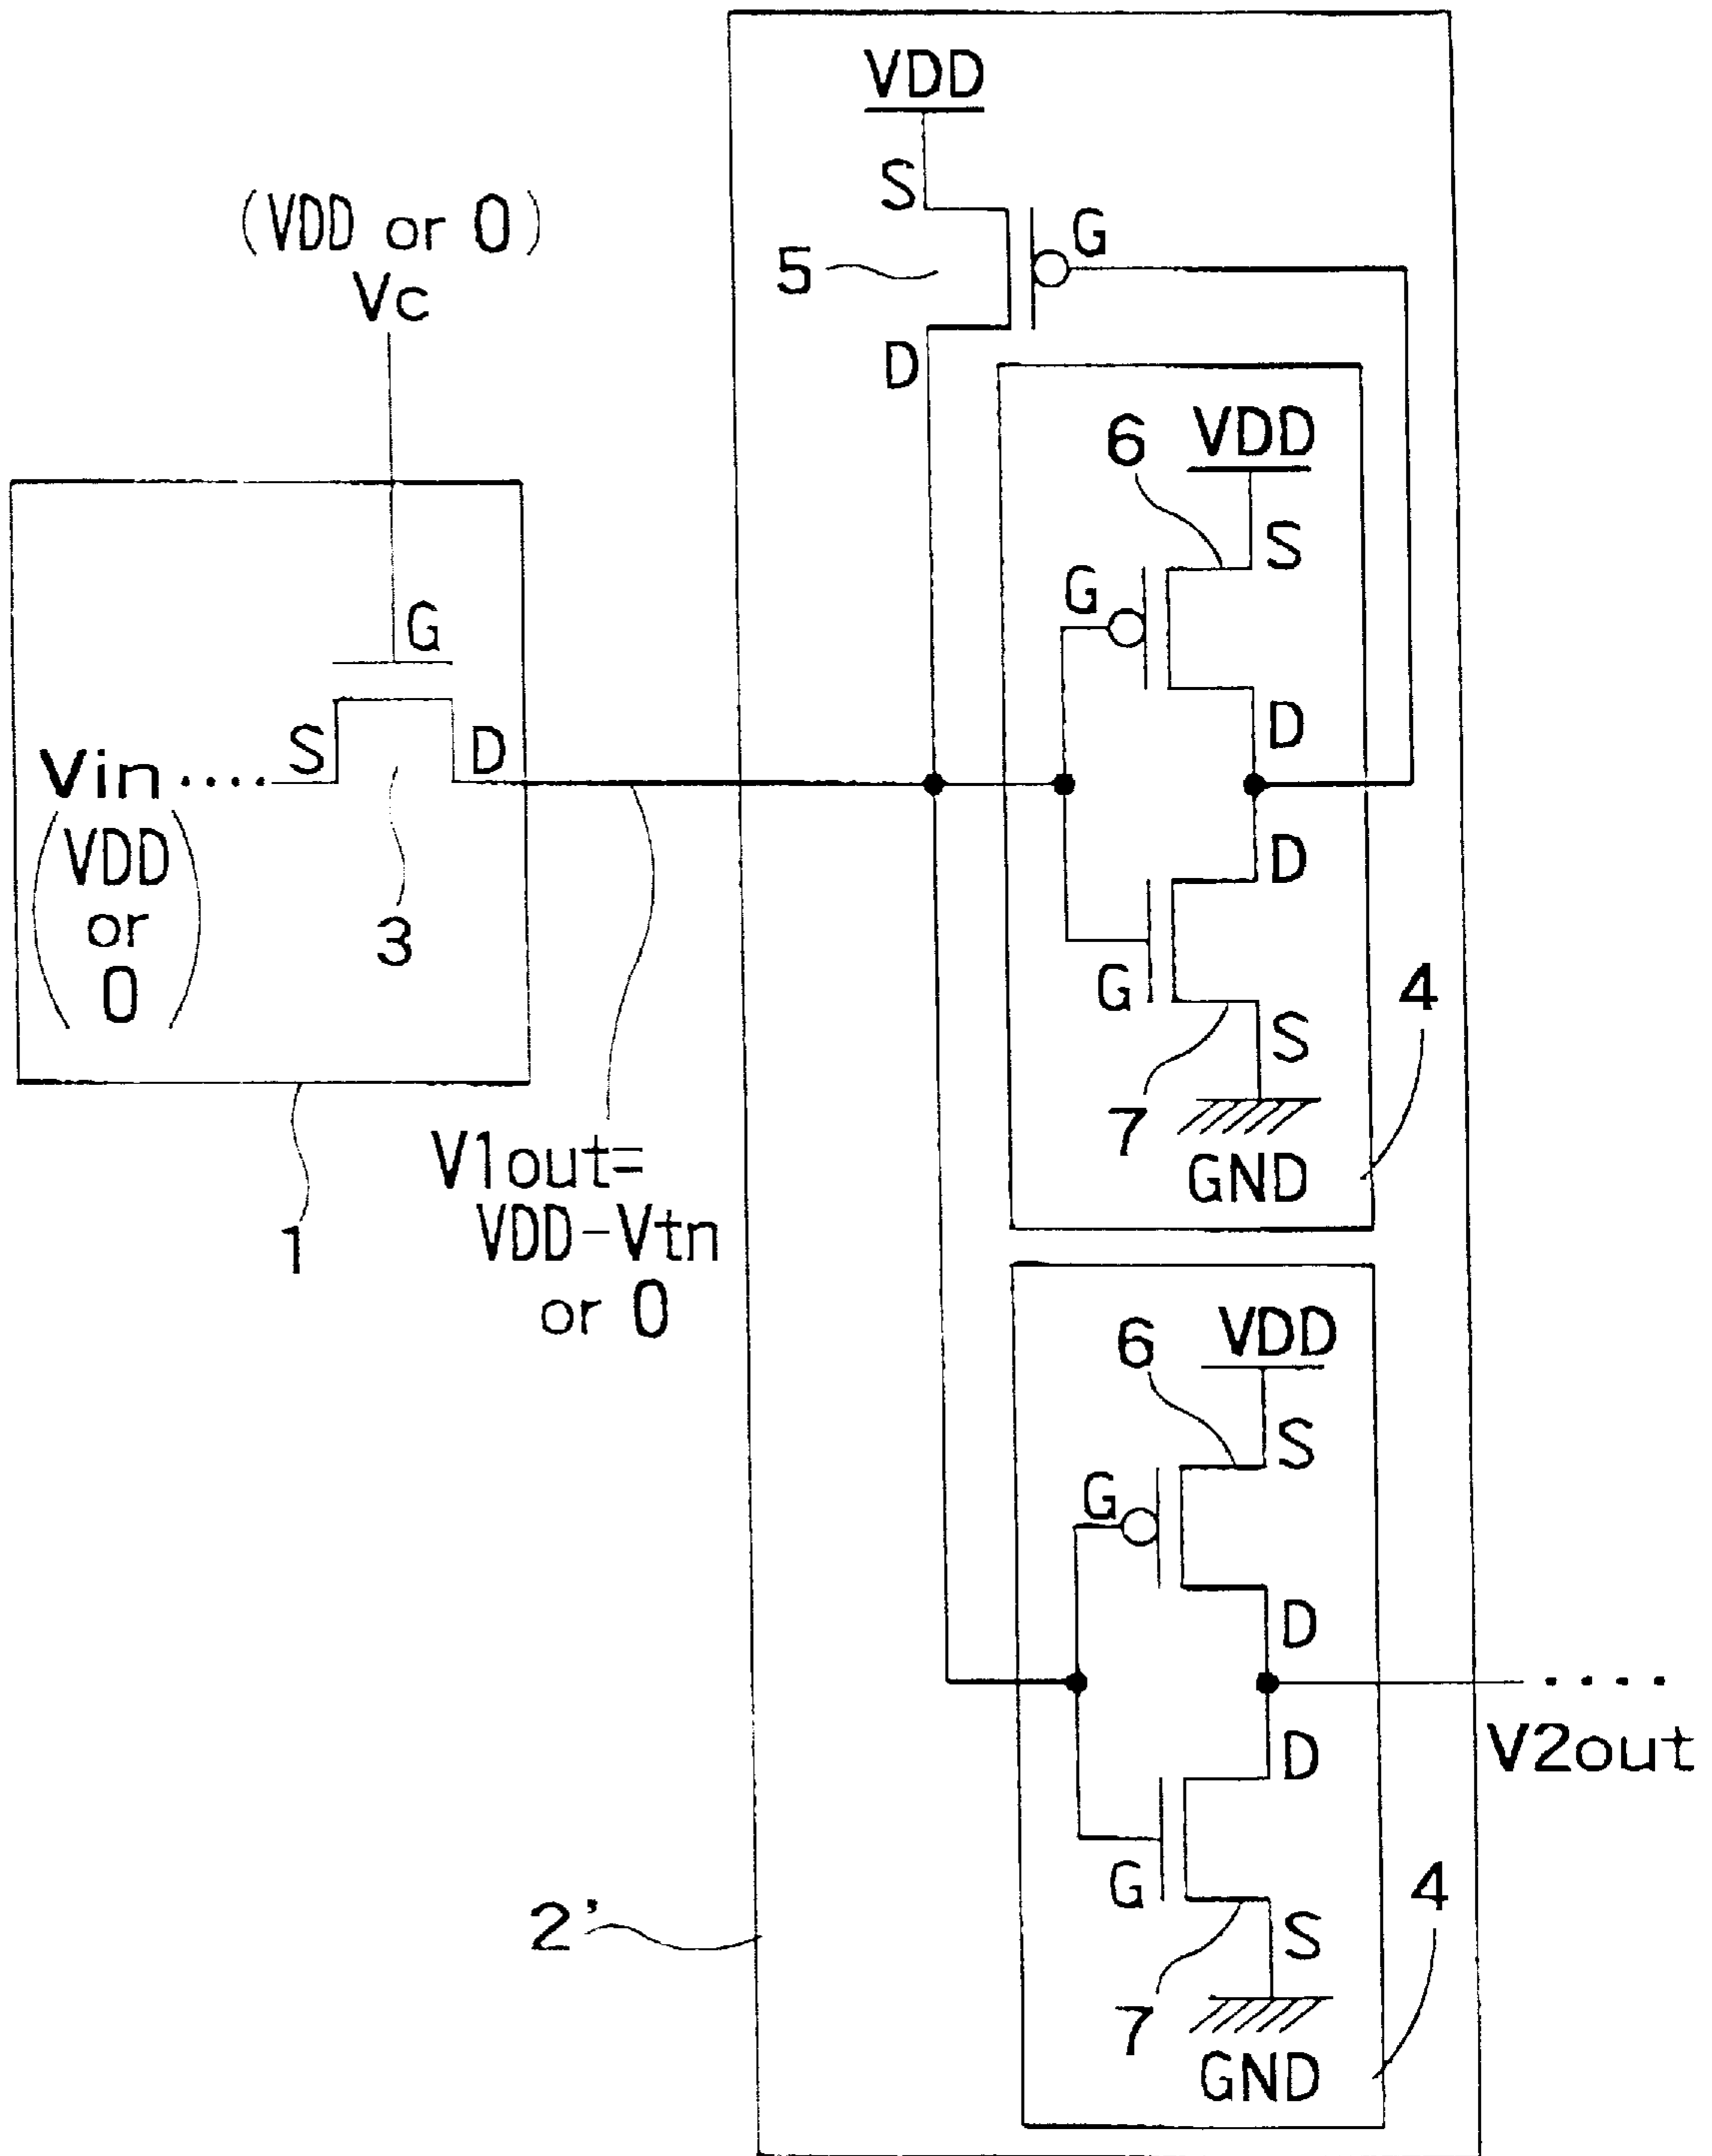 VDD
S
G
5
D
(VDD or 0)
Vc
6
VDD
S
G
D
G
S
D
Vin ····
(VDD
or
0)
3
D
G
S
7
GND
4
1
V1out=
VDD-Vtn
or 0
6
VDD
S
G
D
····
V2out
D
G
S
7
GND
4
2'